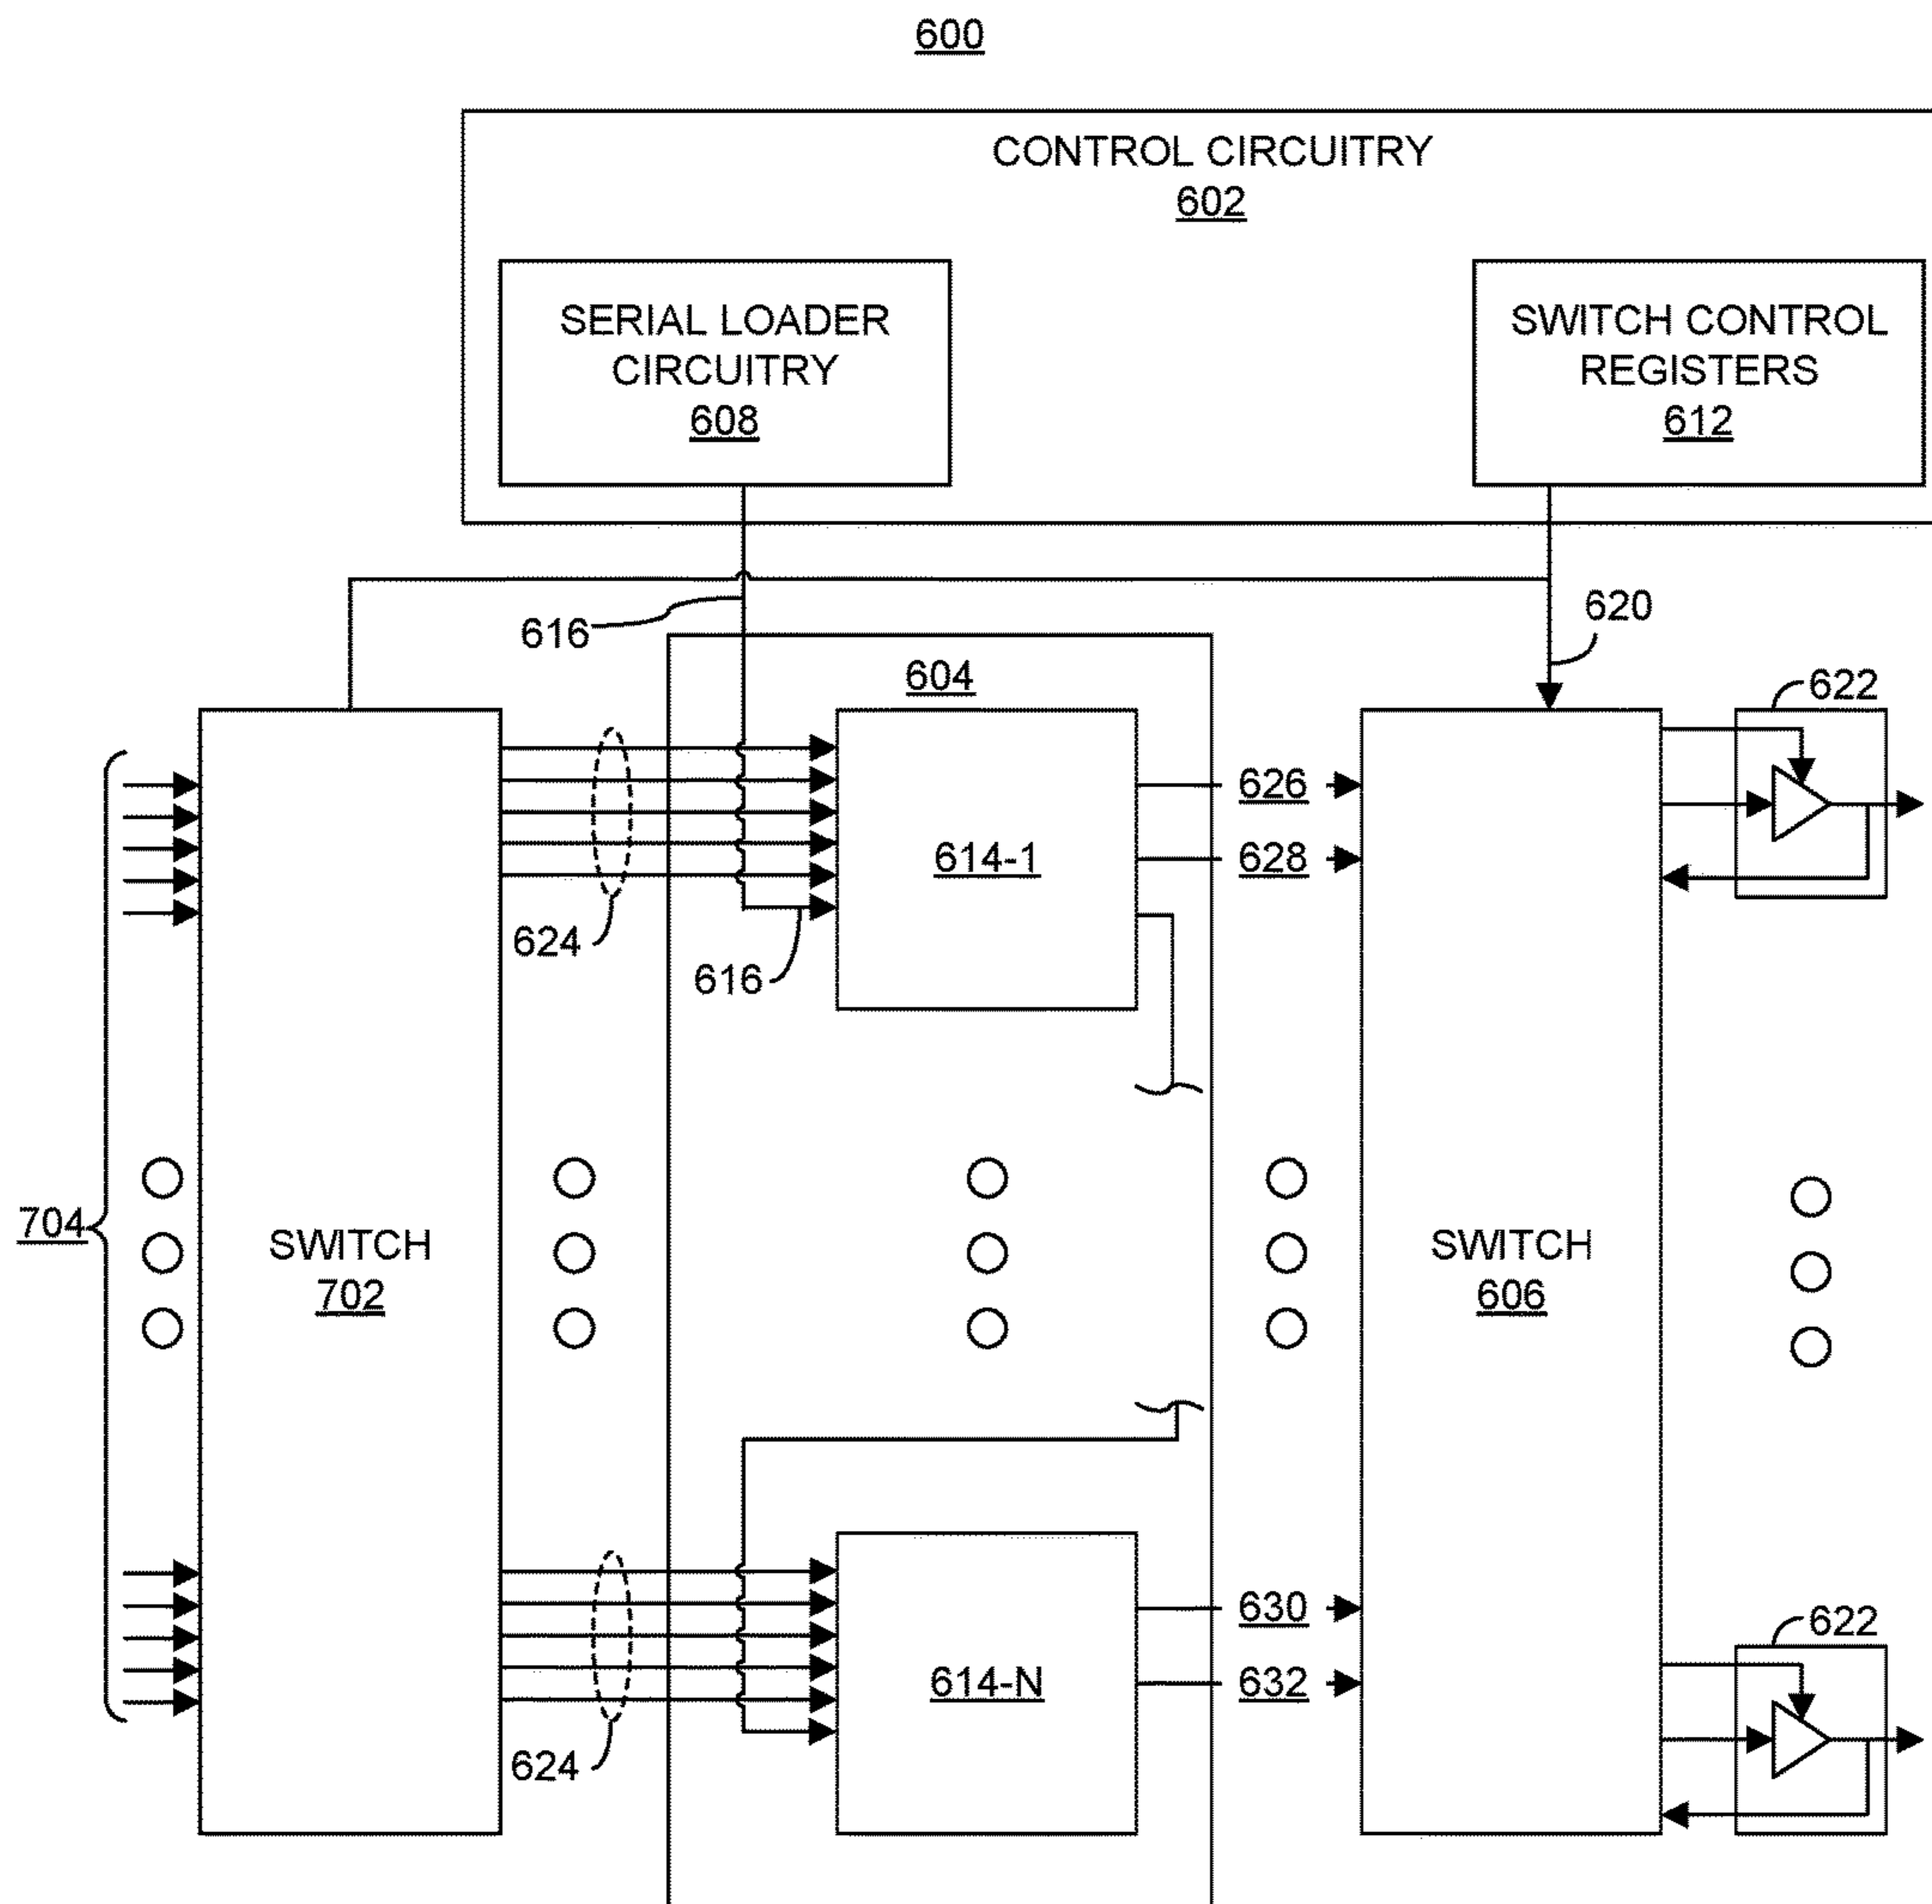 600
CONTROL CIRCUITRY
602
SERIAL LOADER
CIRCUITRY
608
SWITCH CONTROL
REGISTERS
612
616
620
604
622
626
628
614-1
624
616
704
SWITCH
702
SWITCH
606
622
630
632
614-N
624